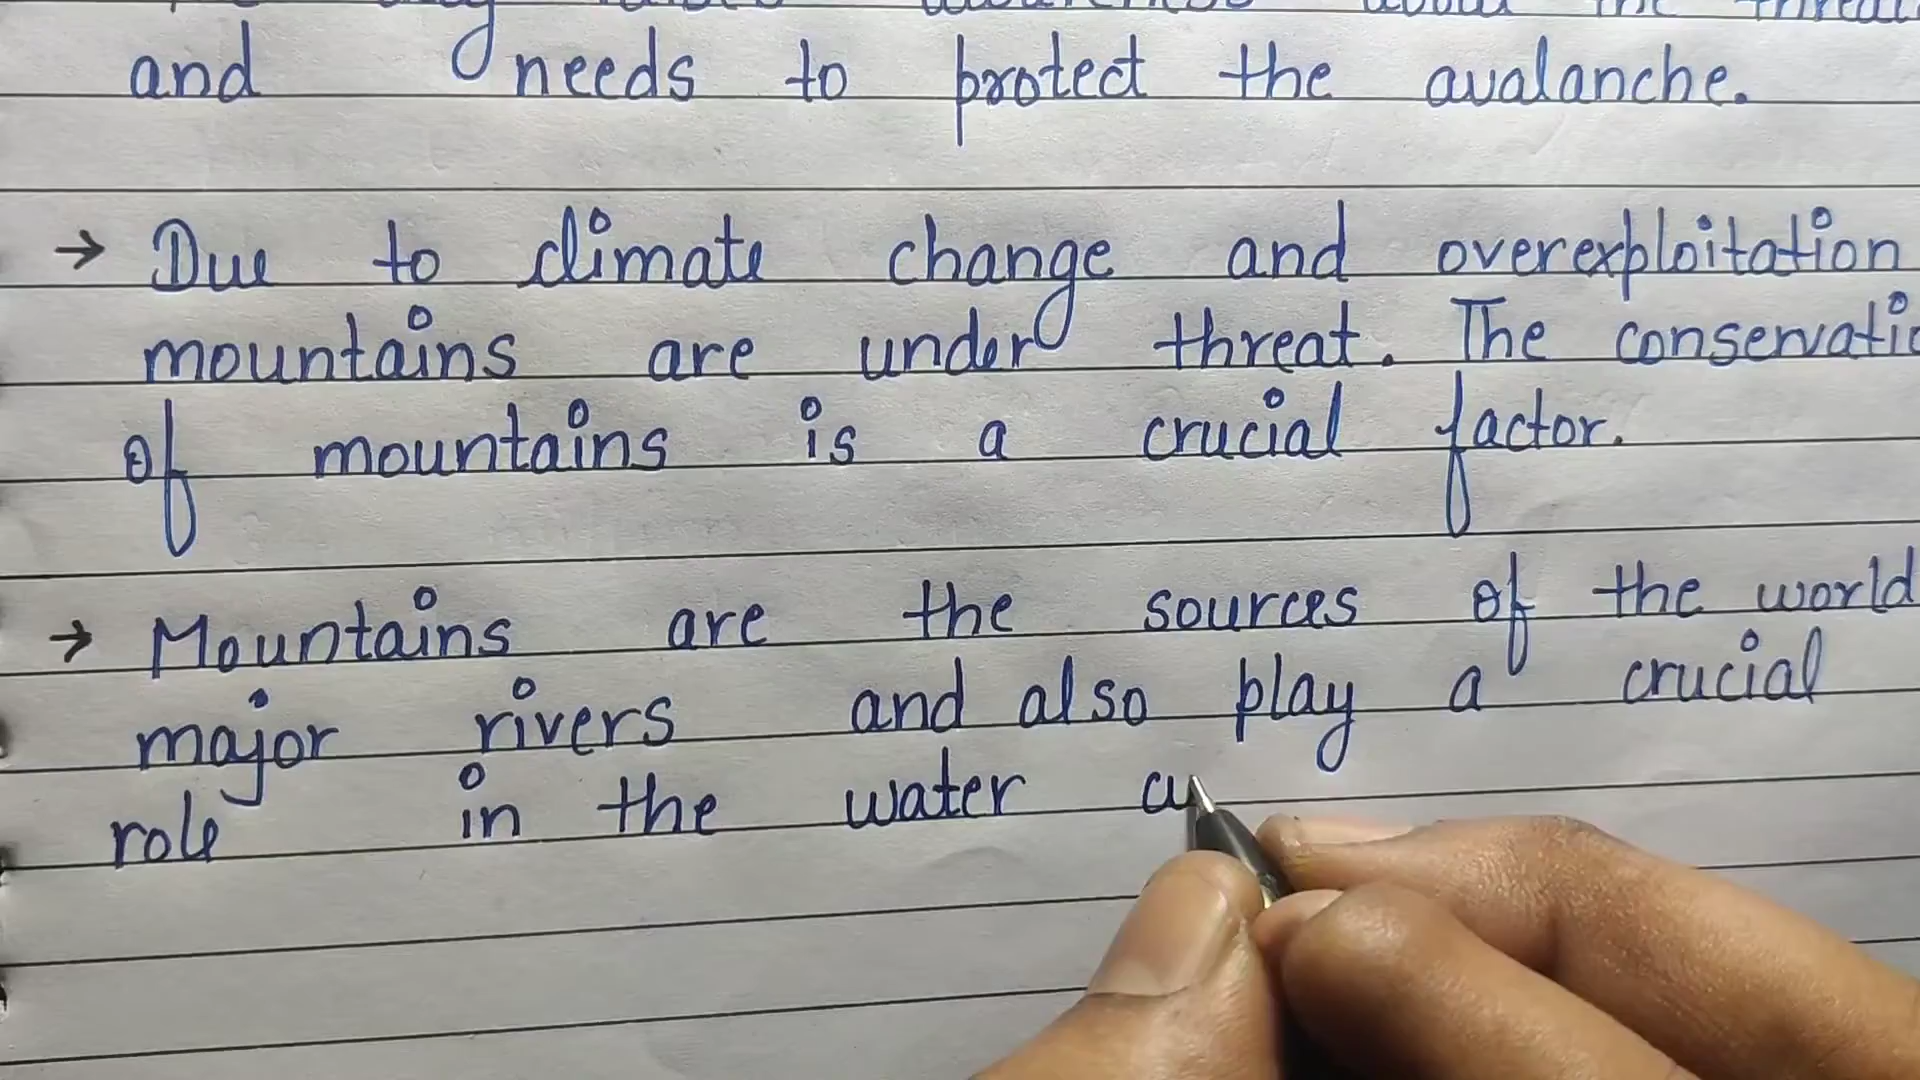 and needs to protect the avalanche.
→ Due to climate change and overexploitation
mountains are under threat. The conservatio
of mountains is a crucial factor.
→ Mountains are the sources of the world
major rivers and also play a crucial
role in the water